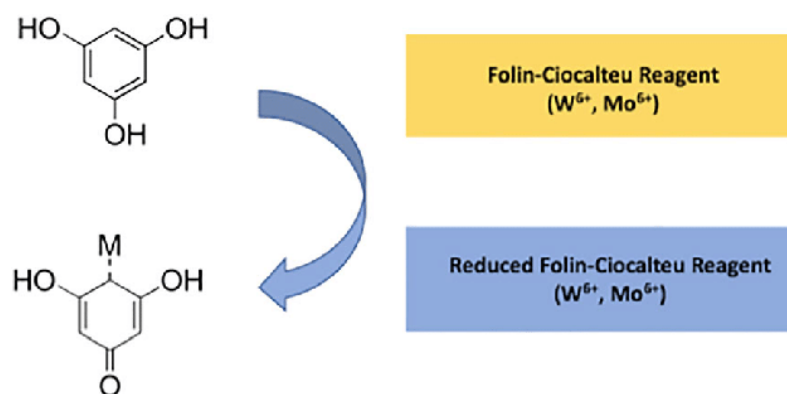 HO OH
OH
Folin-Ciocalteu Reagent
(W⁶⁺, Mo⁶⁺)
M
HO OH
O
Reduced Folin-Ciocalteu Reagent
(W⁶⁺, Mo⁶⁺)